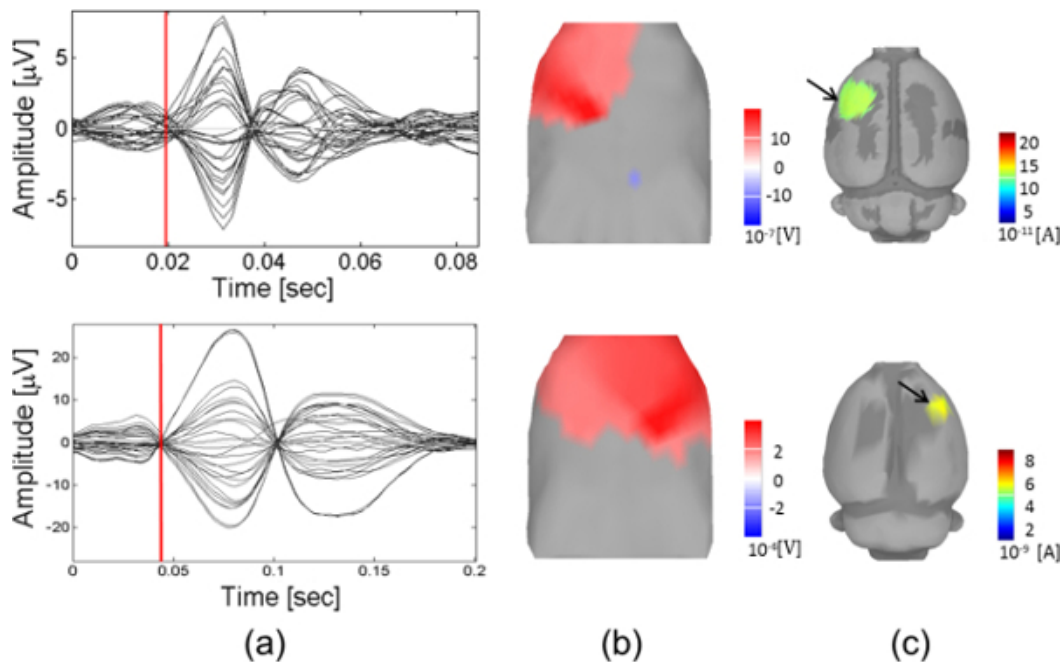 Amplitude [μV]
5
0
-5
0
0.02
0.04
0.06
0.08
Time [sec]
10
0
-10
10⁻⁷[V]
20
15
10
5
10⁻¹¹[A]
Amplitude [μV]
20
10
0
-10
-20
0
0.05
0.1
0.15
0.2
Time [sec]
2
0
-2
10⁻⁶[V]
8
6
4
2
10⁻⁹ [A]
(a)
(b)
(c)